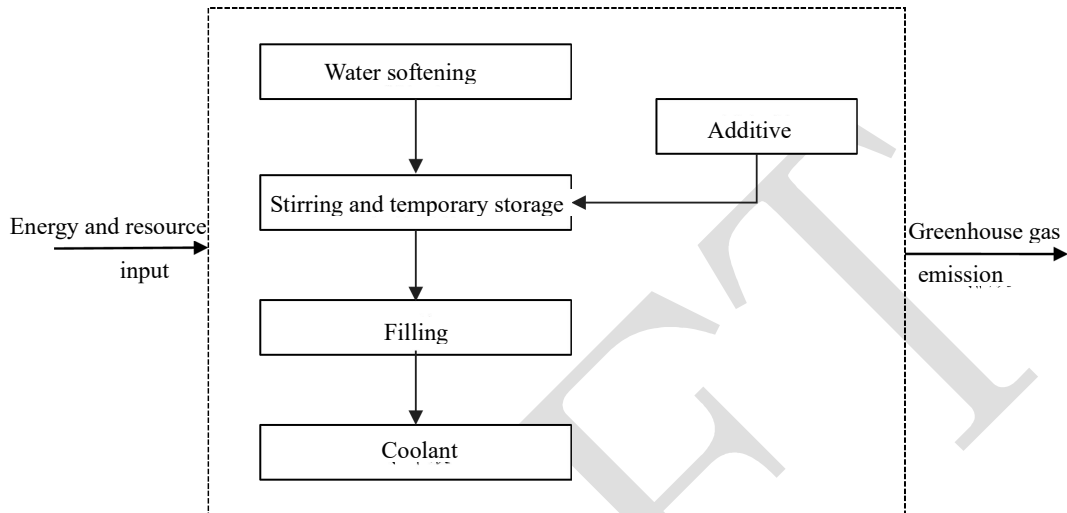 Water softening
Additive
Stirring and temporary storage
Energy and resource
input
Greenhouse gas
emission
Filling
Coolant